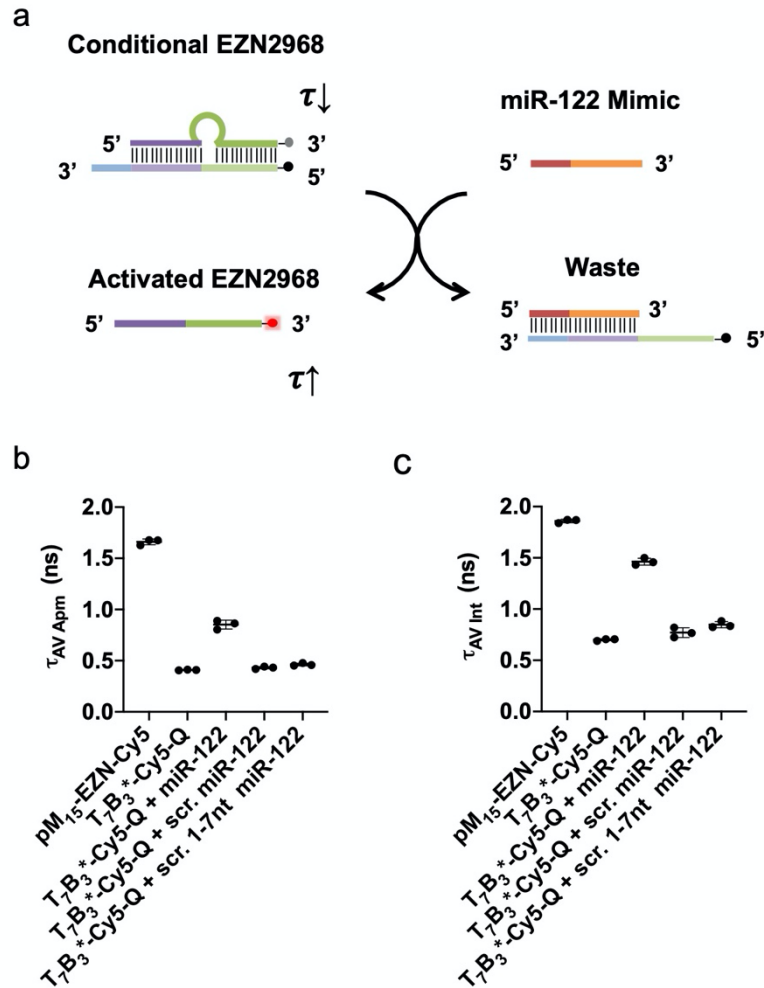 a
Conditional EZN2968
τ↓
miR-122 Mimic
5’ 3’
3’ 5’
5’ 3’
Activated EZN2968
Waste
5’ 3’
τ↑
5’ 3’
3’ 5’
b
τAV Apm (ns)
2.0
1.5
1.0
0.5
0.0
pM15-EZN-Cy5
T7B3*-Cy5-Q
T7B3*-Cy5-Q + miR-122
T7B3*-Cy5-Q + scr. miR-122
T7B3*-Cy5-Q + scr. 1-7nt miR-122
c
τAV Int (ns)
2.0
1.5
1.0
0.5
0.0
pM15-EZN-Cy5
T7B3*-Cy5-Q
T7B3*-Cy5-Q + miR-122
T7B3*-Cy5-Q + scr. miR-122
T7B3*-Cy5-Q + scr. 1-7nt miR-122